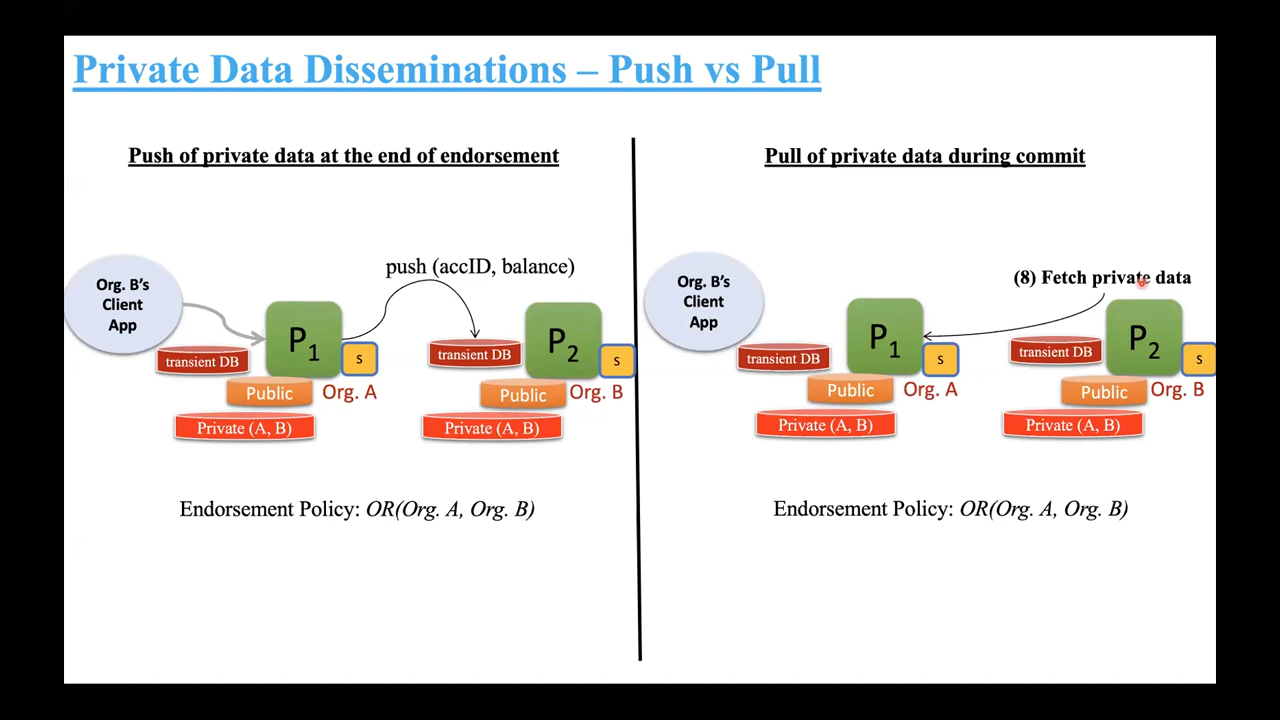 Private Data Disseminations – Push vs Pull
Push of private data at the end of endorsement
push (accID, balance)
Org. B's
Client
App
P1
s
transient DB
Public
Org. A
Private (A, B)
transient DB
P2
s
Public
Org. B
Private (A, B)
Endorsement Policy: OR(Org. A, Org. B)
Pull of private data during commit
(8) Fetch private data
Org. B's
Client
App
P1
s
transient DB
Public
Org. A
Private (A, B)
transient DB
P2
s
Public
Org. B
Private (A, B)
Endorsement Policy: OR(Org. A, Org. B)